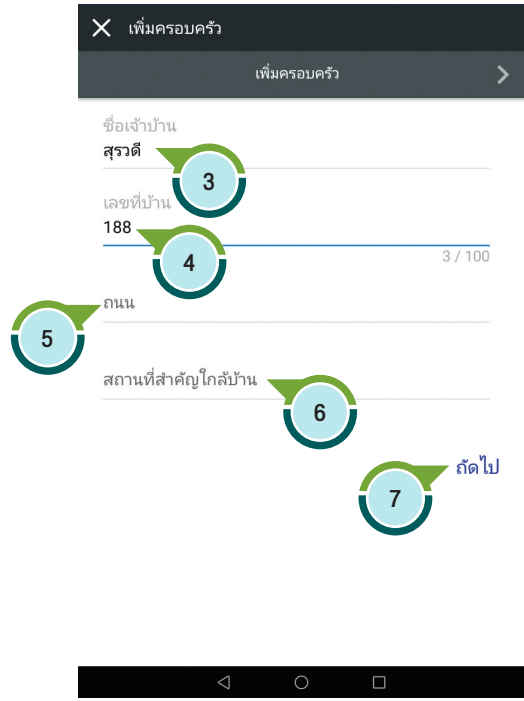 เพิ่มครอบครัว
เพิ่มครอบครัว
ชื่อเจ้าบ้าน
สุรวดี
3
เลขที่บ้าน
188
4
3 / 100
ถนน
5
สถานที่สำคัญใกล้บ้าน
6
ถัดไป
7